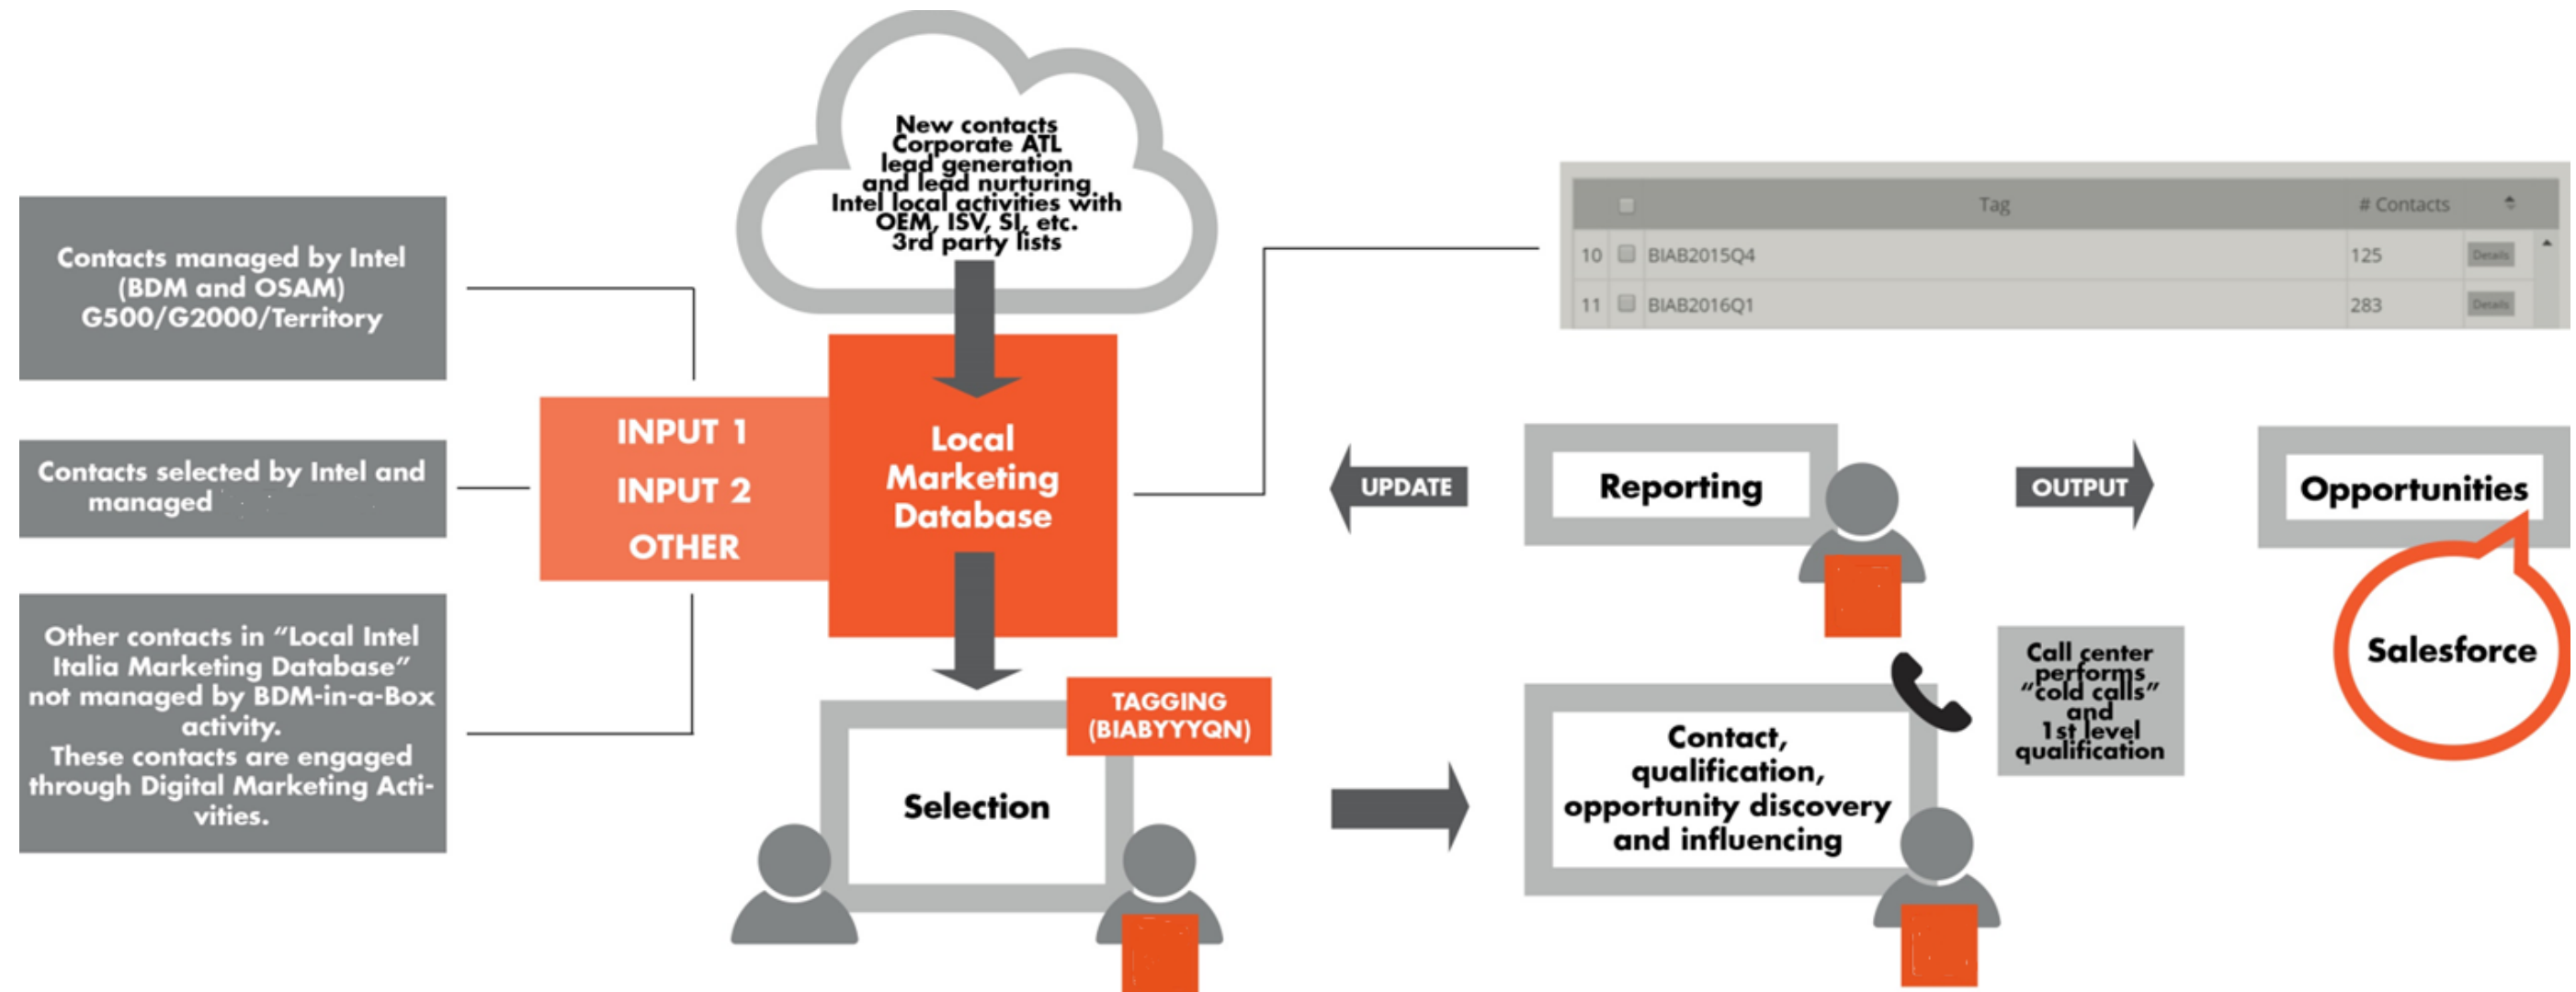 New contacts
Corporate ATL
lead generation
and lead nurturing
Intel local activities with
OEM, ISV, SI, etc.
3rd party lists
Contacts managed by Intel
(BDM and OSAM)
G500/G2000/Territory
Contacts selected by Intel and
managed
Other contacts in “Local Intel
Italia Marketing Database”
not managed by BDM-in-a-Box
activity.
These contacts are engaged
through Digital Marketing Acti-
vities.
INPUT 1
INPUT 2
OTHER
Local
Marketing
Database
Tag # Contacts
10 BIAB2015Q4 125 Details
11 BIAB2016Q1 283 Details
TAGGING
(BIABYYYQN)
Selection
UPDATE
Reporting
OUTPUT
Opportunities
Salesforce
Contact,
qualification,
opportunity discovery
and influencing
Call center
performs
“cold calls”
and
1st level
qualification